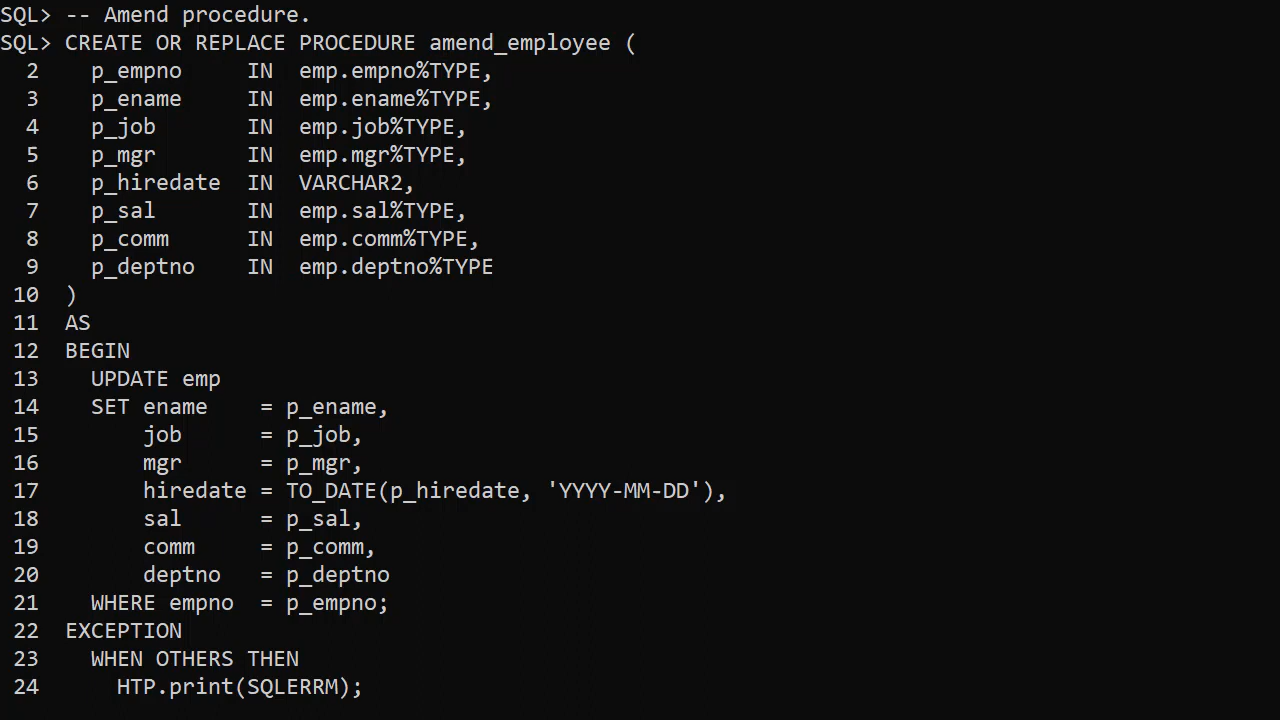 SQL> -- Amend procedure.
SQL> CREATE OR REPLACE PROCEDURE amend_employee (
  2    p_empno     IN  emp.empno%TYPE,
  3    p_ename     IN  emp.ename%TYPE,
  4    p_job       IN  emp.job%TYPE,
  5    p_mgr       IN  emp.mgr%TYPE,
  6    p_hiredate  IN  VARCHAR2,
  7    p_sal       IN  emp.sal%TYPE,
  8    p_comm      IN  emp.comm%TYPE,
  9    p_deptno    IN  emp.deptno%TYPE
 10  )
 11  AS
 12  BEGIN
 13    UPDATE emp
 14    SET ename    = p_ename,
 15        job      = p_job,
 16        mgr      = p_mgr,
 17        hiredate = TO_DATE(p_hiredate, 'YYYY-MM-DD'),
 18        sal      = p_sal,
 19        comm     = p_comm,
 20        deptno   = p_deptno
 21    WHERE empno  = p_empno;
 22  EXCEPTION
 23    WHEN OTHERS THEN
 24      HTP.print(SQLERRM);